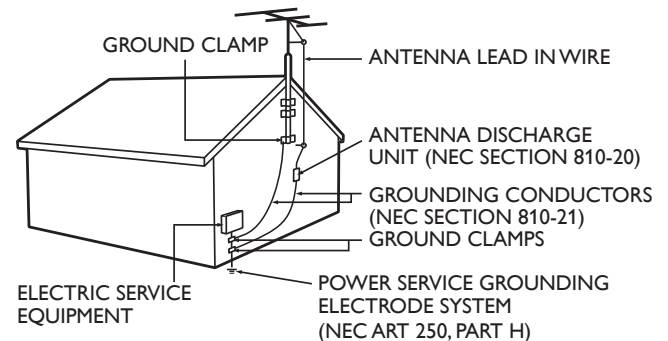 GROUND CLAMP
ANTENNA LEAD IN WIRE
ANTENNA DISCHARGE
UNIT (NEC SECTION 810-20)
GROUNDING CONDUCTORS
(NEC SECTION 810-21)
GROUND CLAMPS
ELECTRIC SERVICE
EQUIPMENT
POWER SERVICE GROUNDING
ELECTRODE SYSTEM
(NEC ART 250, PART H)